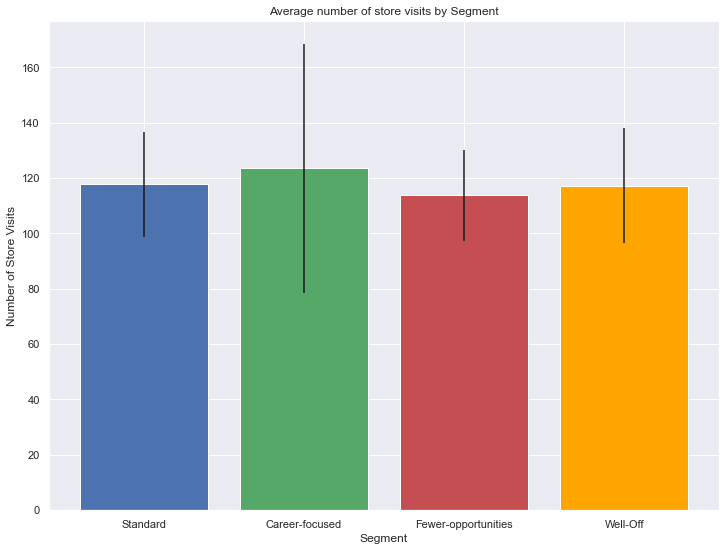 Average number of store visits by Segment
Number of Store Visits
160
140
120
100
80
60
40
20
0
Standard
Career-focused
Fewer-opportunities
Well-Off
Segment